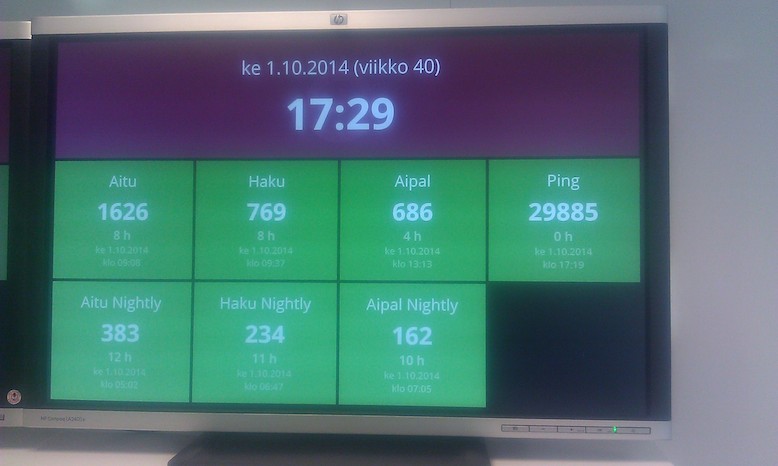 hp
ke 1.10.2014 (viikko 40)
17:29
Aitu
1626
8 h
ke 1.10.2014
klo 09:06
Haku
769
8 h
ke 1.10.2014
klo 09:37
Aipal
686
4 h
ke 1.10.2014
klo 13:13
Ping
29885
0 h
ke 1.10.2014
klo 17:19
Aitu Nightly
383
12 h
ke 1.10.2014
klo 05:02
Haku Nightly
234
11 h
ke 1.10.2014
klo 06:47
Aipal Nightly
162
10 h
ke 1.10.2014
klo 07:05